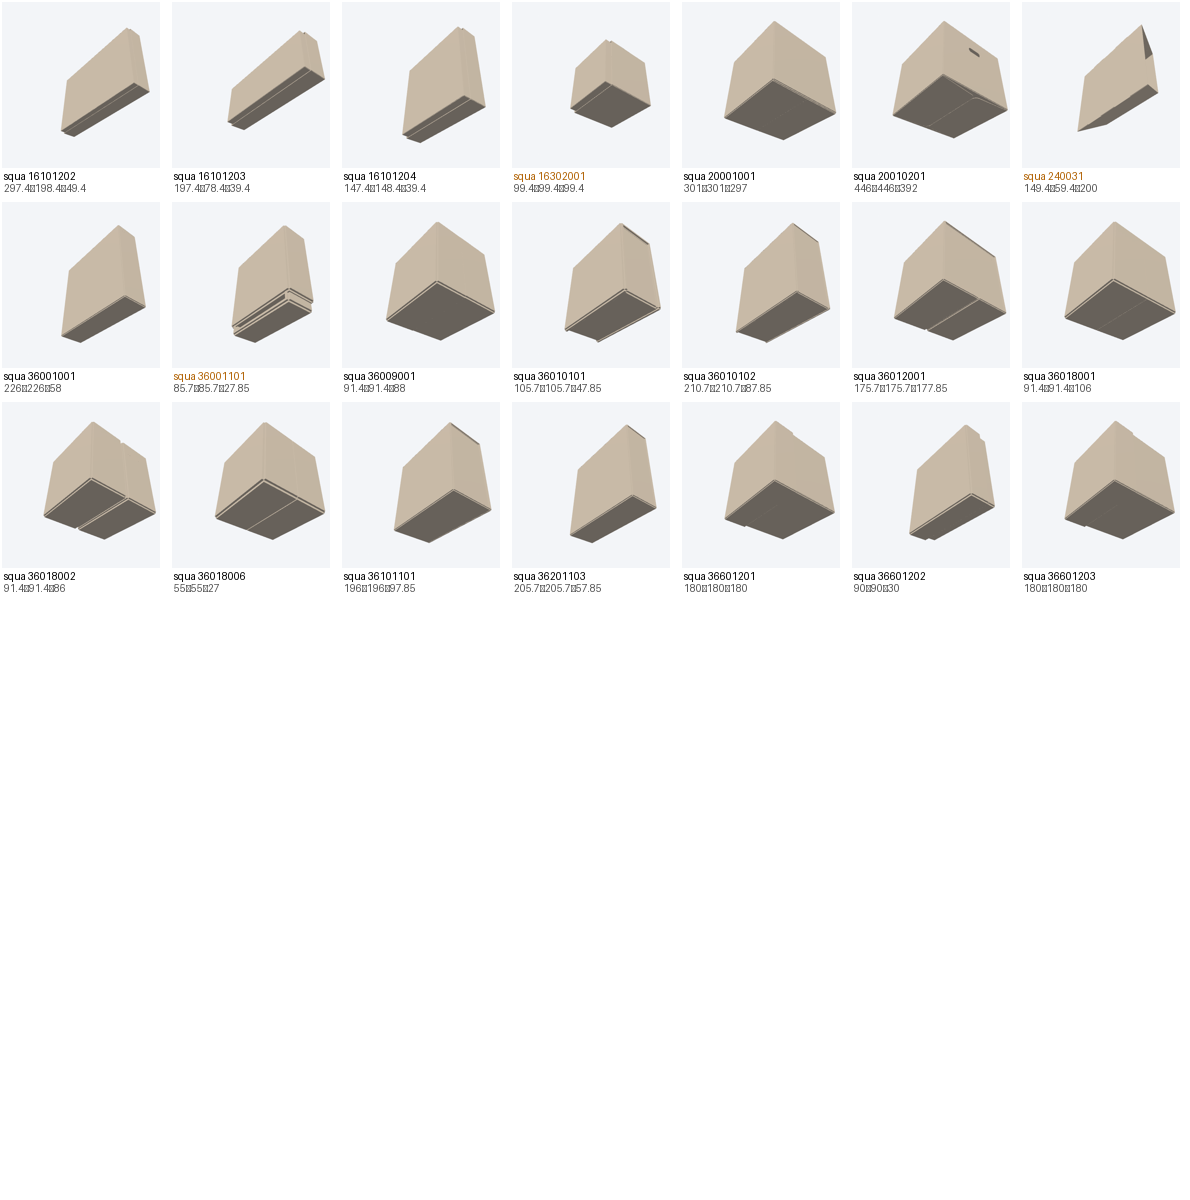 squa 16101202
297.4▯198.4▯49.4
squa 16101203
197.4▯78.4▯39.4
squa 16101204
147.4▯148.4▯39.4
squa 16302001
99.4▯99.4▯99.4
squa 20001001
301▯301▯297
squa 20010201
446▯446▯392
squa 240031
149.4▯59.4▯200
squa 36001001
226▯226▯58
squa 36001101
85.7▯85.7▯27.85
squa 36009001
91.4▯91.4▯88
squa 36010101
105.7▯105.7▯47.85
squa 36010102
210.7▯210.7▯87.85
squa 36012001
175.7▯175.7▯177.85
squa 36018001
91.4▯91.4▯106
squa 36018002
91.4▯91.4▯86
squa 36018006
55▯55▯27
squa 36101101
196▯196▯97.85
squa 36201103
205.7▯205.7▯57.85
squa 36601201
180▯180▯180
squa 36601202
90▯90▯30
squa 36601203
180▯180▯180